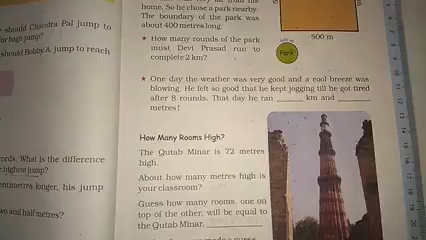 home. So he chose a park nearby.
The boundary of the park was
about 400 metres long.
★ How many rounds of the park
must Devi Prasad run to
complete 2 km?
500 m
Park
★ One day the weather was very good and a cool breeze was
blowing. He felt so good that he kept jogging till he got tired
after 8 rounds. That day he ran ______ km and ______
metres!
should Chandra Pal jump to
or high jump?
should Bobby A. jump to reach
How Many Rooms High?
The Qutab Minar is 72 metres
high.
About how many metres high is
your classroom? ______
Guess how many rooms, one on
top of the other, will be equal to
the Qutab Minar. ______
ords. What is the difference
highest jump?
entimetres longer, his jump
wo and half metres?